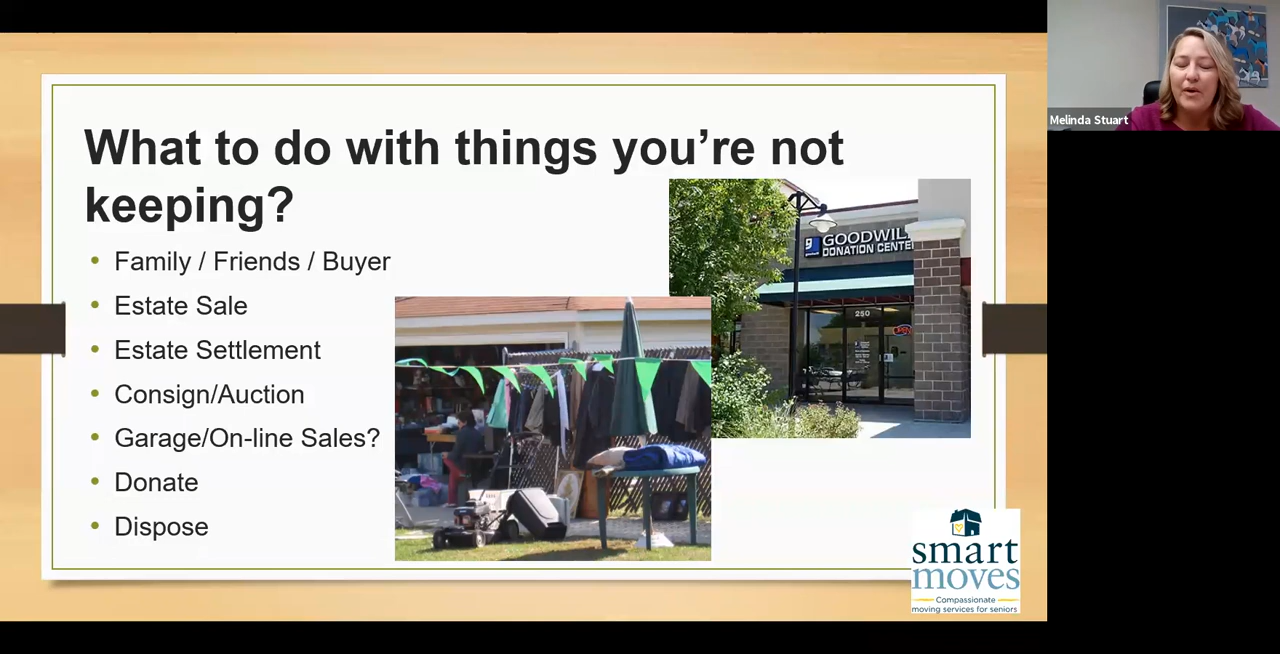 What to do with things you’re not
keeping?
• Family / Friends / Buyer
• Estate Sale
• Estate Settlement
• Consign/Auction
• Garage/On-line Sales?
• Donate
• Dispose
g
GOODWILL
DONATION CENTER
250
OPEN
smart
moves
Compassionate
moving services for seniors
Melinda Stuart